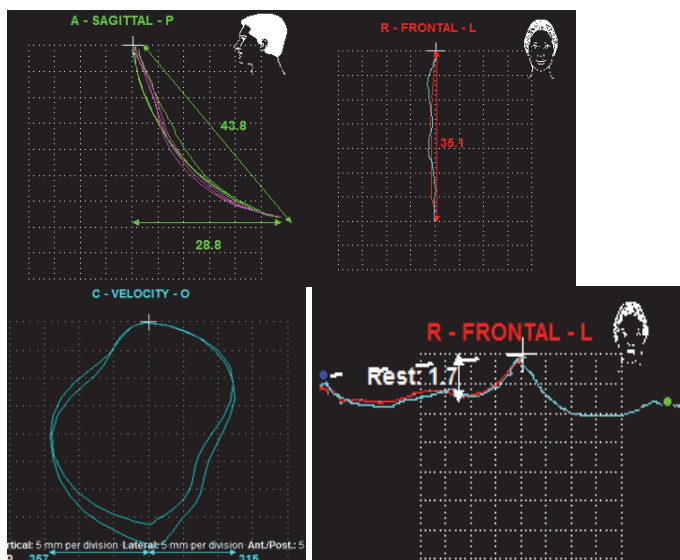 A - SAGITTAL - P
43.8
28.8
R - FRONTAL - L
35.1
C - VELOCITY - O
5 mm per division Lateral: 5 mm per division Ant./Post.: 5
357
315
R - FRONTAL - L
Rest: 1.7